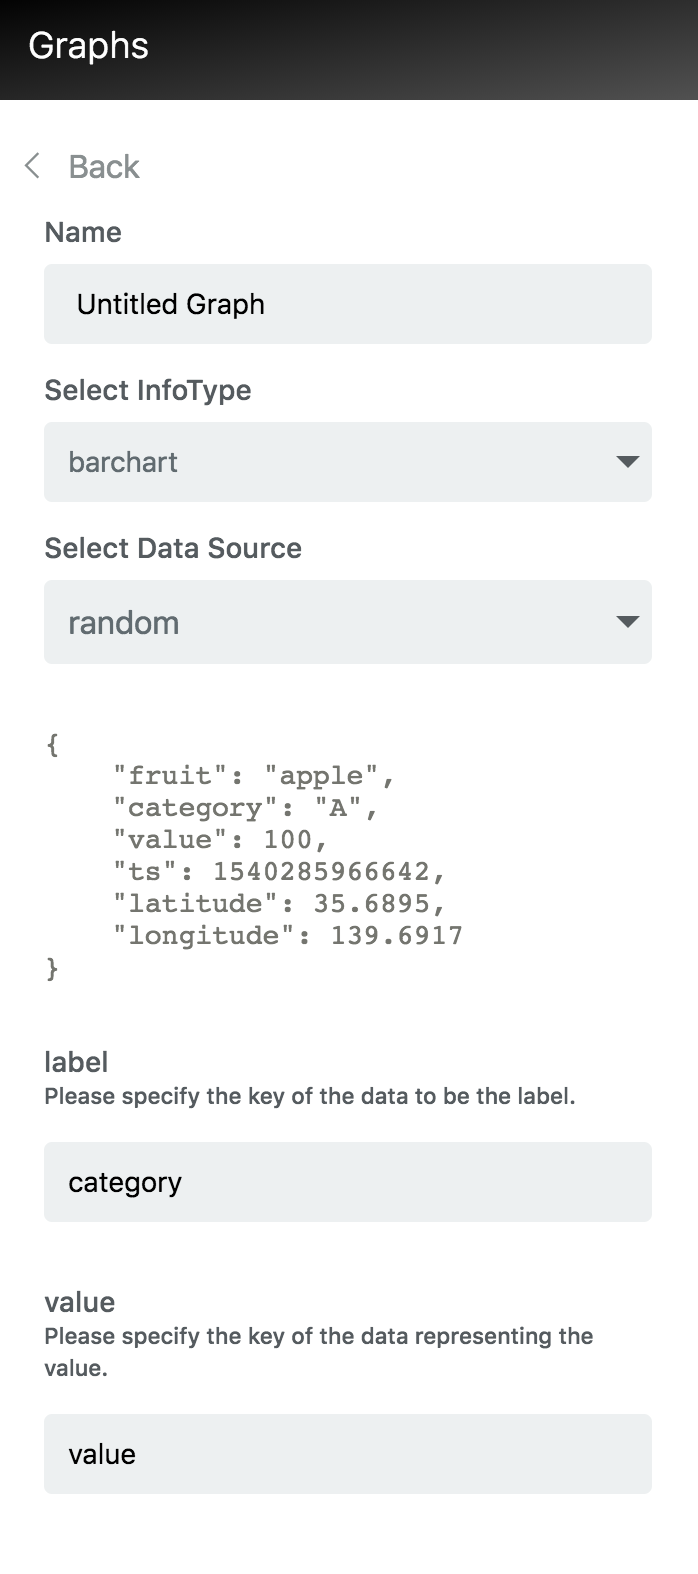 Graphs
Back
Name
Untitled Graph
Select InfoType
barchart
Select Data Source
random
{
    "fruit": "apple",
    "category": "A",
    "value": 100,
    "ts": 1540285966642,
    "latitude": 35.6895,
    "longitude": 139.6917
}
label
Please specify the key of the data to be the label.
category
value
Please specify the key of the data representing the
value.
value